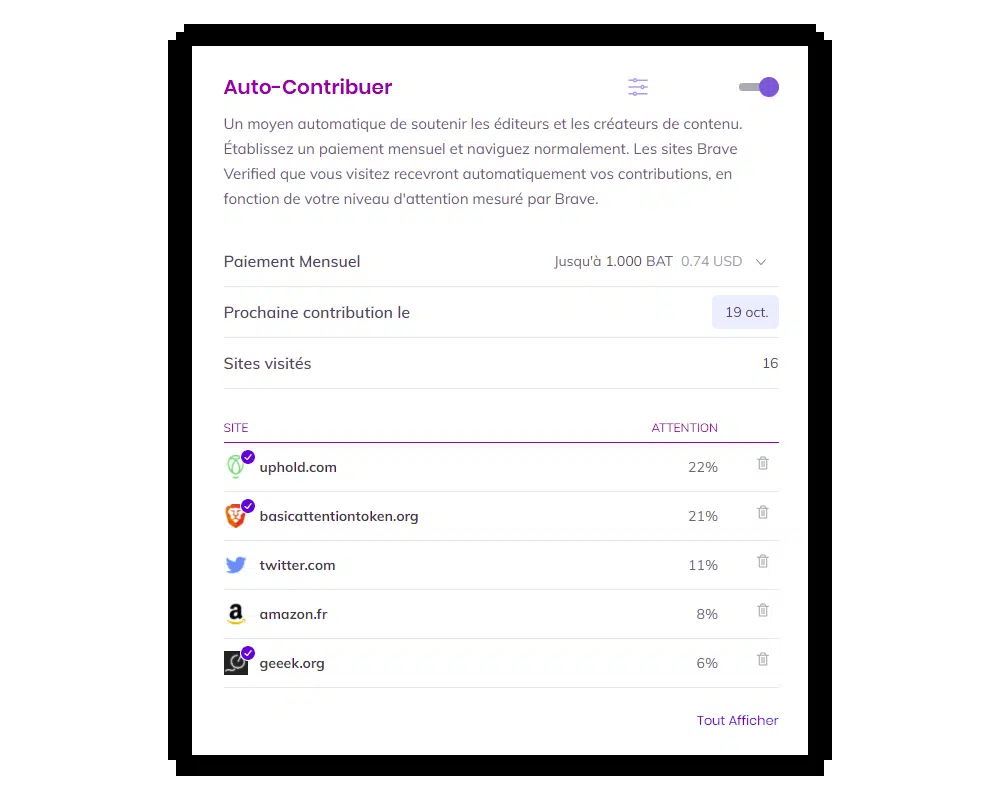 Auto-Contribuer
Un moyen automatique de soutenir les éditeurs et les créateurs de contenu.
Établissez un paiement mensuel et naviguez normalement. Les sites Brave
Verified que vous visitez recevront automatiquement vos contributions, en
fonction de votre niveau d'attention mesuré par Brave.
Paiement Mensuel Jusqu'à 1.000 BAT 0.74 USD
Prochaine contribution le 19 oct.
Sites visités 16
SITE ATTENTION
uphold.com 22%
basicattentiontoken.org 21%
twitter.com 11%
a amazon.fr 8%
geeek.org 6%
Tout Afficher